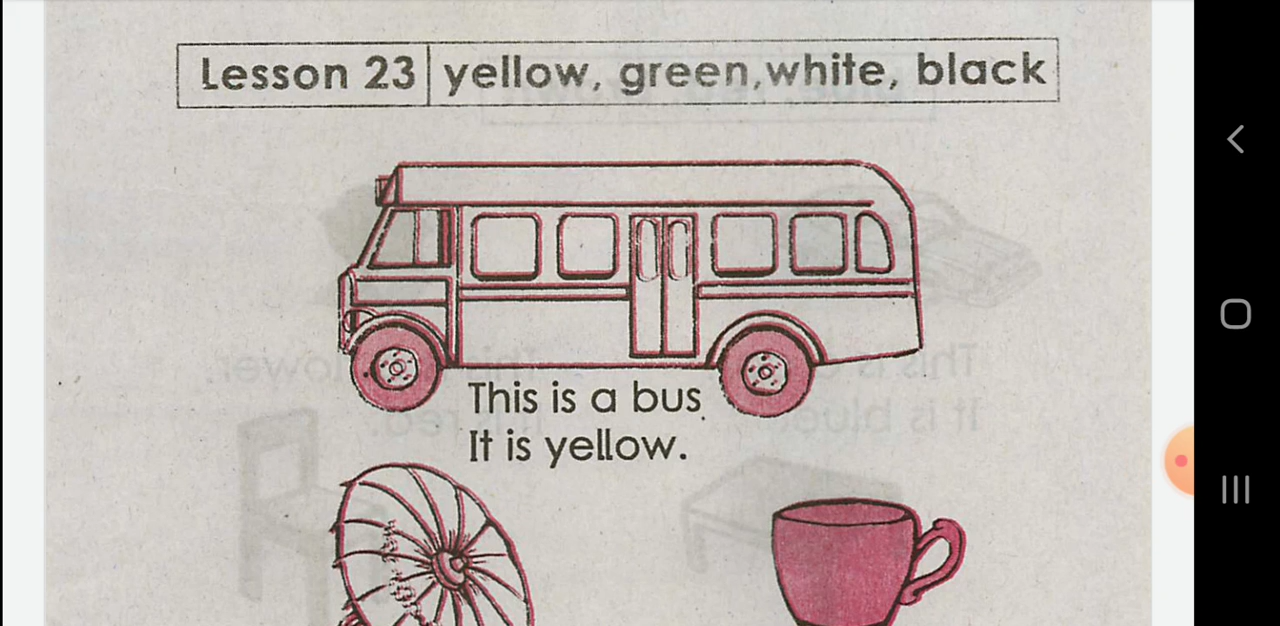 Lesson 23 yellow, green, white, black
This is a bus.
It is yellow.